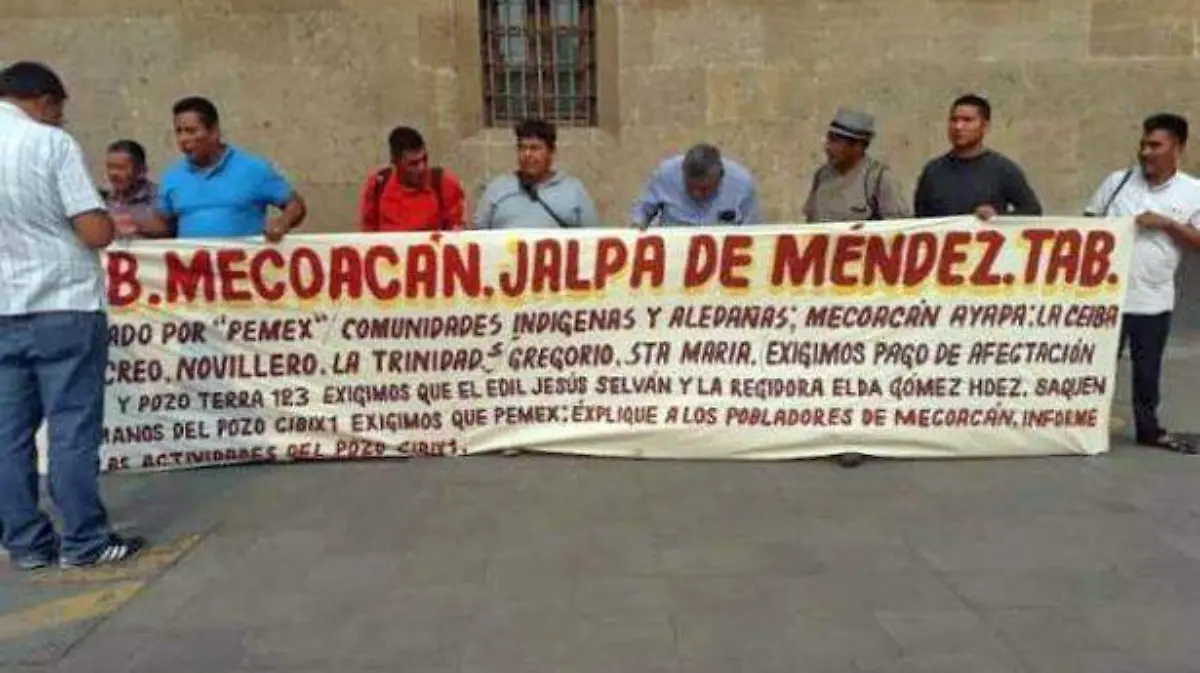 B. MECOACÁN. JALPA DE MÉNDEZ. TAB.
ADO POR "PEMEX" COMUNIDADES INDIGENAS Y ALEDAÑAS; MECOACÁN AYAPA: LA CEIBA
CREO. NOVILLERO. LA TRINIDAD, S GREGORIO. STA MARIA. EXIGIMOS PAGO DE AFECTACIÓN
Y POZO TERRA 123 EXIGIMOS QUE EL EDIL JESÚS SELVÁN Y LA REGIDORA ELDA GÓMEZ HDEZ. SAQUEN
MANOS DEL POZO CIBIX1 EXIGIMOS QUE PEMEX: EXPLIQUE A LOS POBLADORES DE MECOACÁN. INFORME
AS ACTIVIDADES DEL POZO CIBIX1.